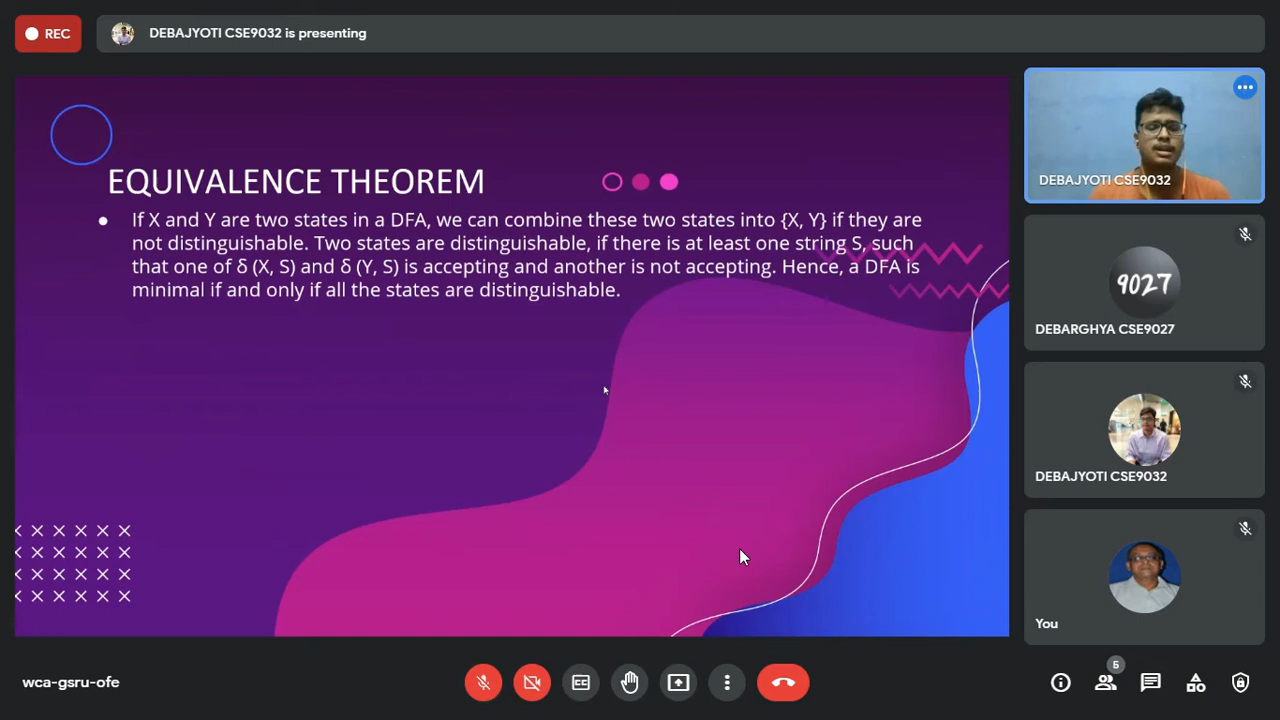 REC
DEBAJYOTI CSE9032 is presenting
EQUIVALENCE THEOREM
If X and Y are two states in a DFA, we can combine these two states into {X, Y} if they are
not distinguishable. Two states are distinguishable, if there is at least one string S, such
that one of δ (X, S) and δ (Y, S) is accepting and another is not accepting. Hence, a DFA is
minimal if and only if all the states are distinguishable.
DEBAJYOTI CSE9032
9027
DEBARGHYA CSE9027
DEBAJYOTI CSE9032
You
wca-gsru-ofe
CC
5